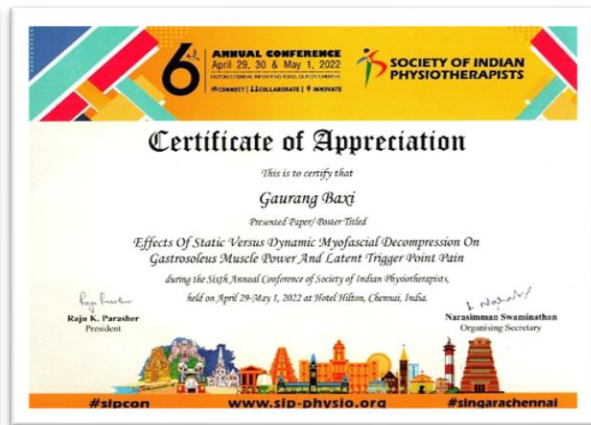 6th
ANNUAL CONFERENCE
April 29, 30 & May 1, 2022
CONNECT | COLLABORATE | INNOVATE
SOCIETY OF INDIAN
PHYSIOTHERAPISTS
Certificate of Appreciation
This is to certify that
Gaurang Baxi
Presented Paper/Poster Titled
Effects Of Static Versus Dynamic Myofascial Decompression On
Gastrosoleus Muscle Power And Latent Trigger Point Pain
during the Sixth Annual Conference of Society of Indian Physiotherapists,
held on April 29-May 1, 2022 at Hotel Hilton, Chennai, India.
Raju K. Parasher
President
Narasimman Swaminathan
Organising Secretary
#sipcon
www.sip-physio.org
#singarachennai